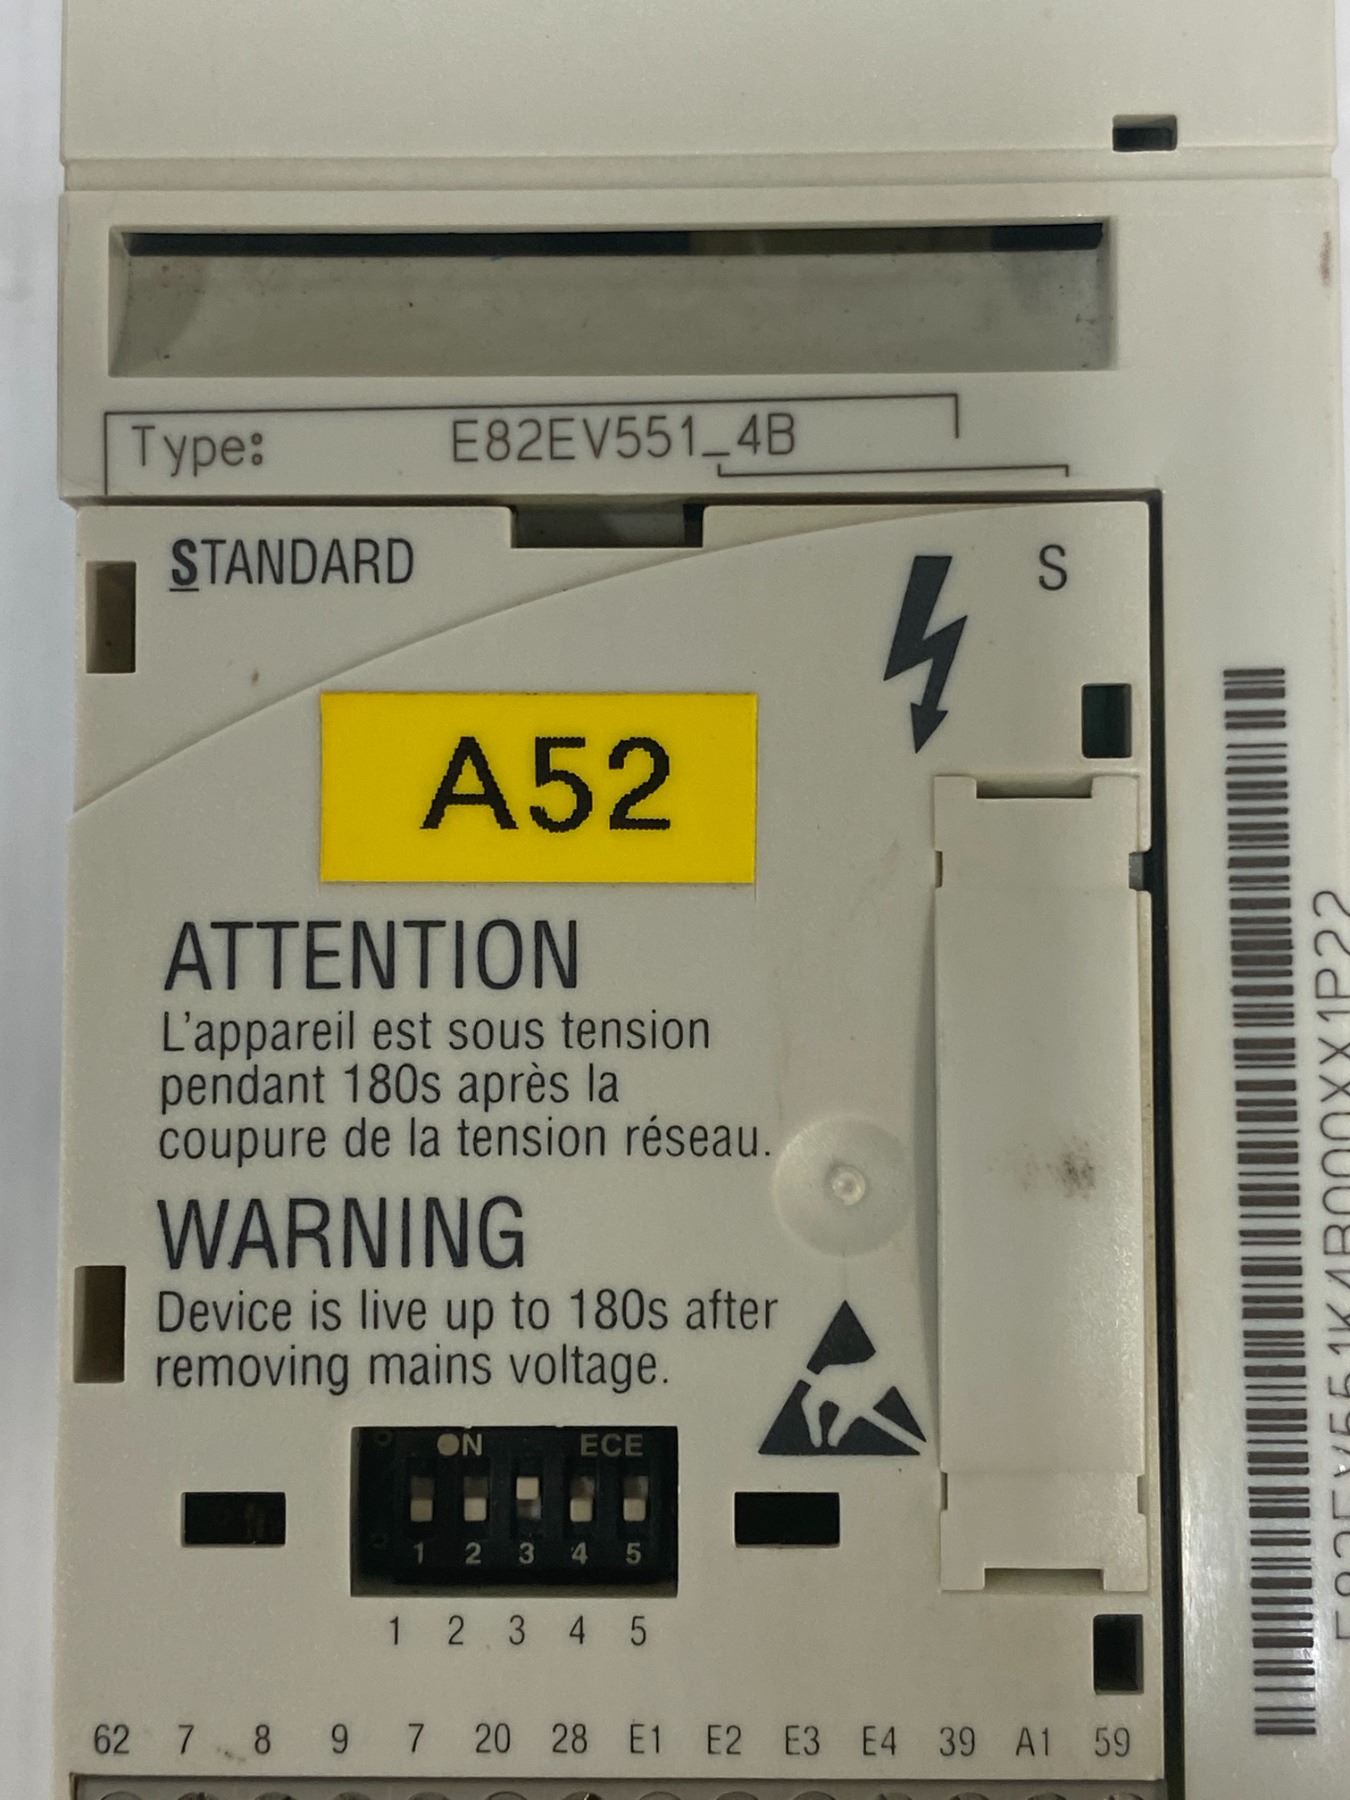 Type: E82EV551_4B
STANDARD
S
A52
ATTENTION
L'appareil est sous tension
pendant 180s après la
coupure de la tension réseau.
WARNING
Device is live up to 180s after
removing mains voltage.
ON ECE
1 2 3 4 5
1 2 3 4 5
62 7 8 9 7 20 28 E1 E2 E3 E4 39 A1 59
E82EV551K4B000XX1P22